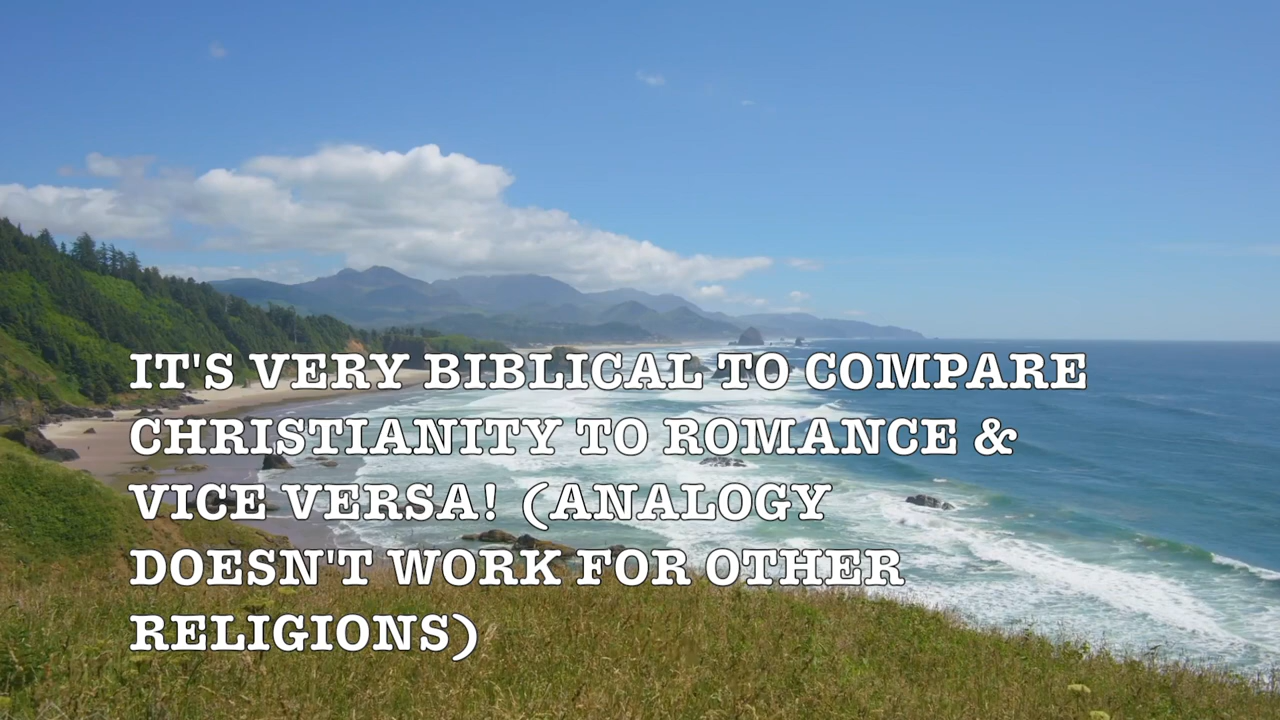 IT'S VERY BIBLICAL TO COMPARE
CHRISTIANITY TO ROMANCE &
VICE VERSA! (ANALOGY
DOESN'T WORK FOR OTHER
RELIGIONS)